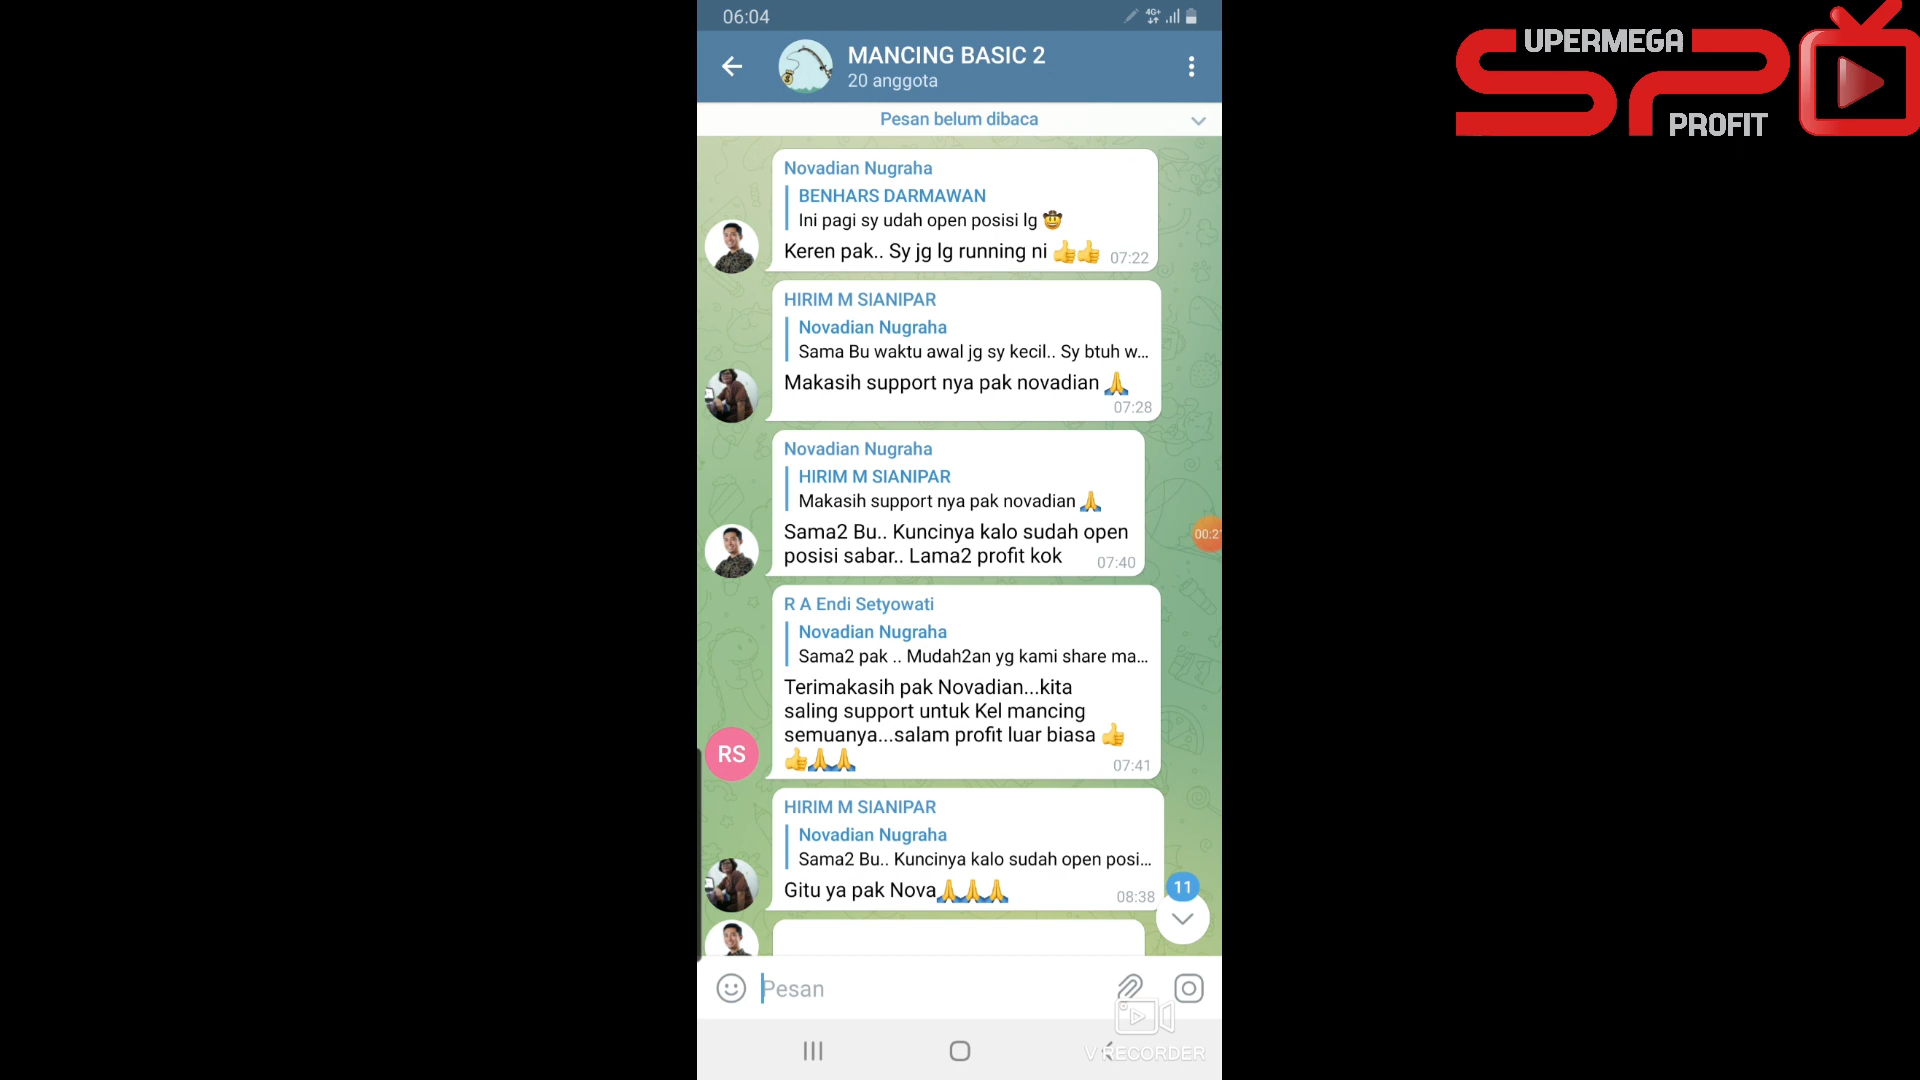 06:04
4G+
UPERMEGA
SP
PROFIT
MANCING BASIC 2
20 anggota
Pesan belum dibaca
Novadian Nugraha
BENHARS DARMAWAN
Ini pagi sy udah open posisi lg 🤠
Keren pak.. Sy jg lg running ni 👍👍 07:22
HIRIM M SIANIPAR
Novadian Nugraha
Sama Bu waktu awal jg sy kecil.. Sy btuh w...
Makasih support nya pak novadian 🙏
07:28
Novadian Nugraha
HIRIM M SIANIPAR
Makasih support nya pak novadian 🙏
Sama2 Bu.. Kuncinya kalo sudah open
posisi sabar.. Lama2 profit kok 07:40
R A Endi Setyowati
Novadian Nugraha
Sama2 pak .. Mudah2an yg kami share ma...
Terimakasih pak Novadian...kita
saling support untuk Kel mancing
semuanya...salam profit luar biasa 👍
👍🙏🙏 07:41
RS
HIRIM M SIANIPAR
Novadian Nugraha
Sama2 Bu.. Kuncinya kalo sudah open posi...
Gitu ya pak Nova🙏🙏🙏 08:38
11
Pesan
V RECORDER